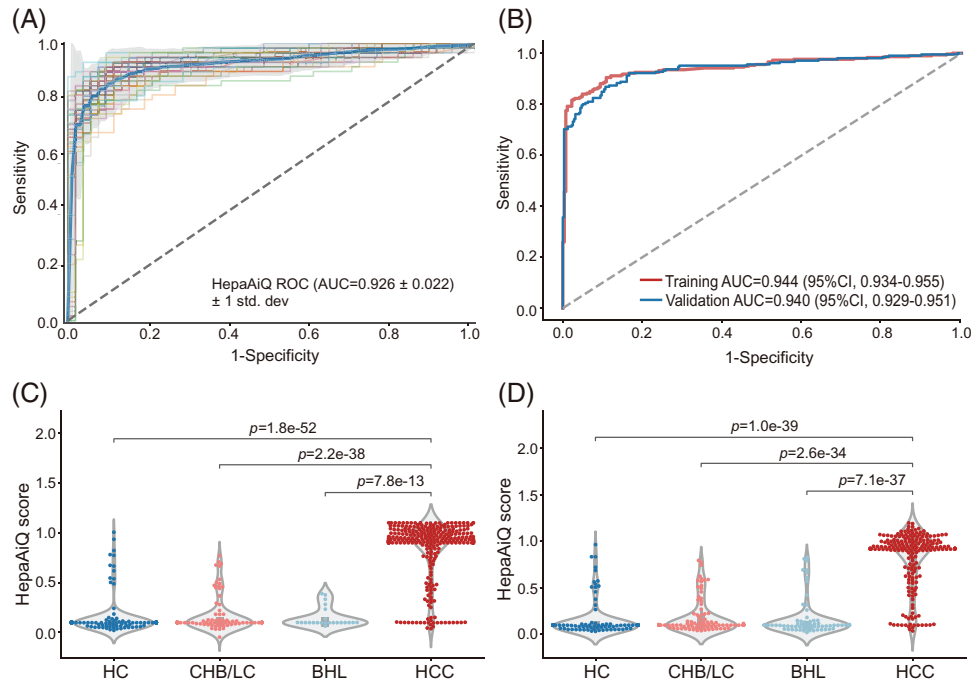 (A)
1.0
0.8
0.6
0.4
0.2
0.0
Sensitivity
HepaAiQ ROC (AUC=0.926 ± 0.022)
± 1 std. dev
0.0 0.2 0.4 0.6 0.8 1.0
1-Specificity
(B)
1.0
0.8
0.6
0.4
0.2
0.0
Sensitivity
Training AUC=0.944 (95%CI, 0.934-0.955)
Validation AUC=0.940 (95%CI, 0.929-0.951)
0.0 0.2 0.4 0.6 0.8 1.0
1-Specificity
(C)
2.0
1.5
1.0
0.5
0.0
HepaAiQ score
p=1.8e-52
p=2.2e-38
p=7.8e-13
HC CHB/LC BHL HCC
(D)
2.0
1.5
1.0
0.5
0.0
HepaAiQ score
p=1.0e-39
p=2.6e-34
p=7.1e-37
HC CHB/LC BHL HCC